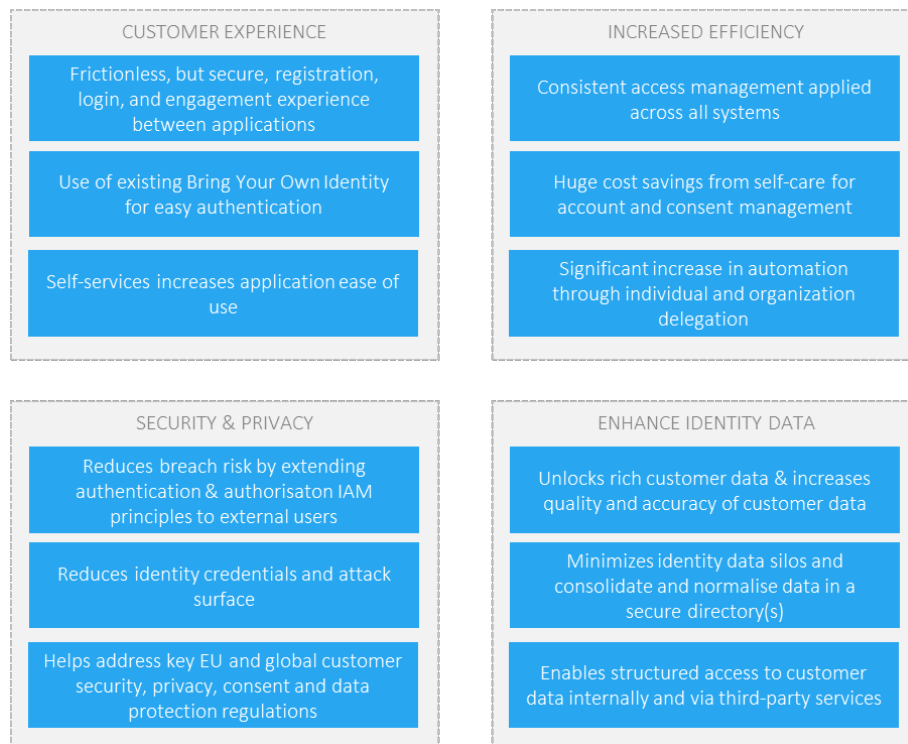 CUSTOMER EXPERIENCE
Frictionless, but secure, registration,
login, and engagement experience
between applications
Use of existing Bring Your Own Identity
for easy authentication
Self-services increases application ease of
use
INCREASED EFFICIENCY
Consistent access management applied
across all systems
Huge cost savings from self-care for
account and consent management
Significant increase in automation
through individual and organization
delegation
SECURITY & PRIVACY
Reduces breach risk by extending
authentication & authorisaton IAM
principles to external users
Reduces identity credentials and attack
surface
Helps address key EU and global customer
security, privacy, consent and data
protection regulations
ENHANCE IDENTITY DATA
Unlocks rich customer data & increases
quality and accuracy of customer data
Minimizes identity data silos and
consolidate and normalise data in a
secure directory(s)
Enables structured access to customer
data internally and via third-party services